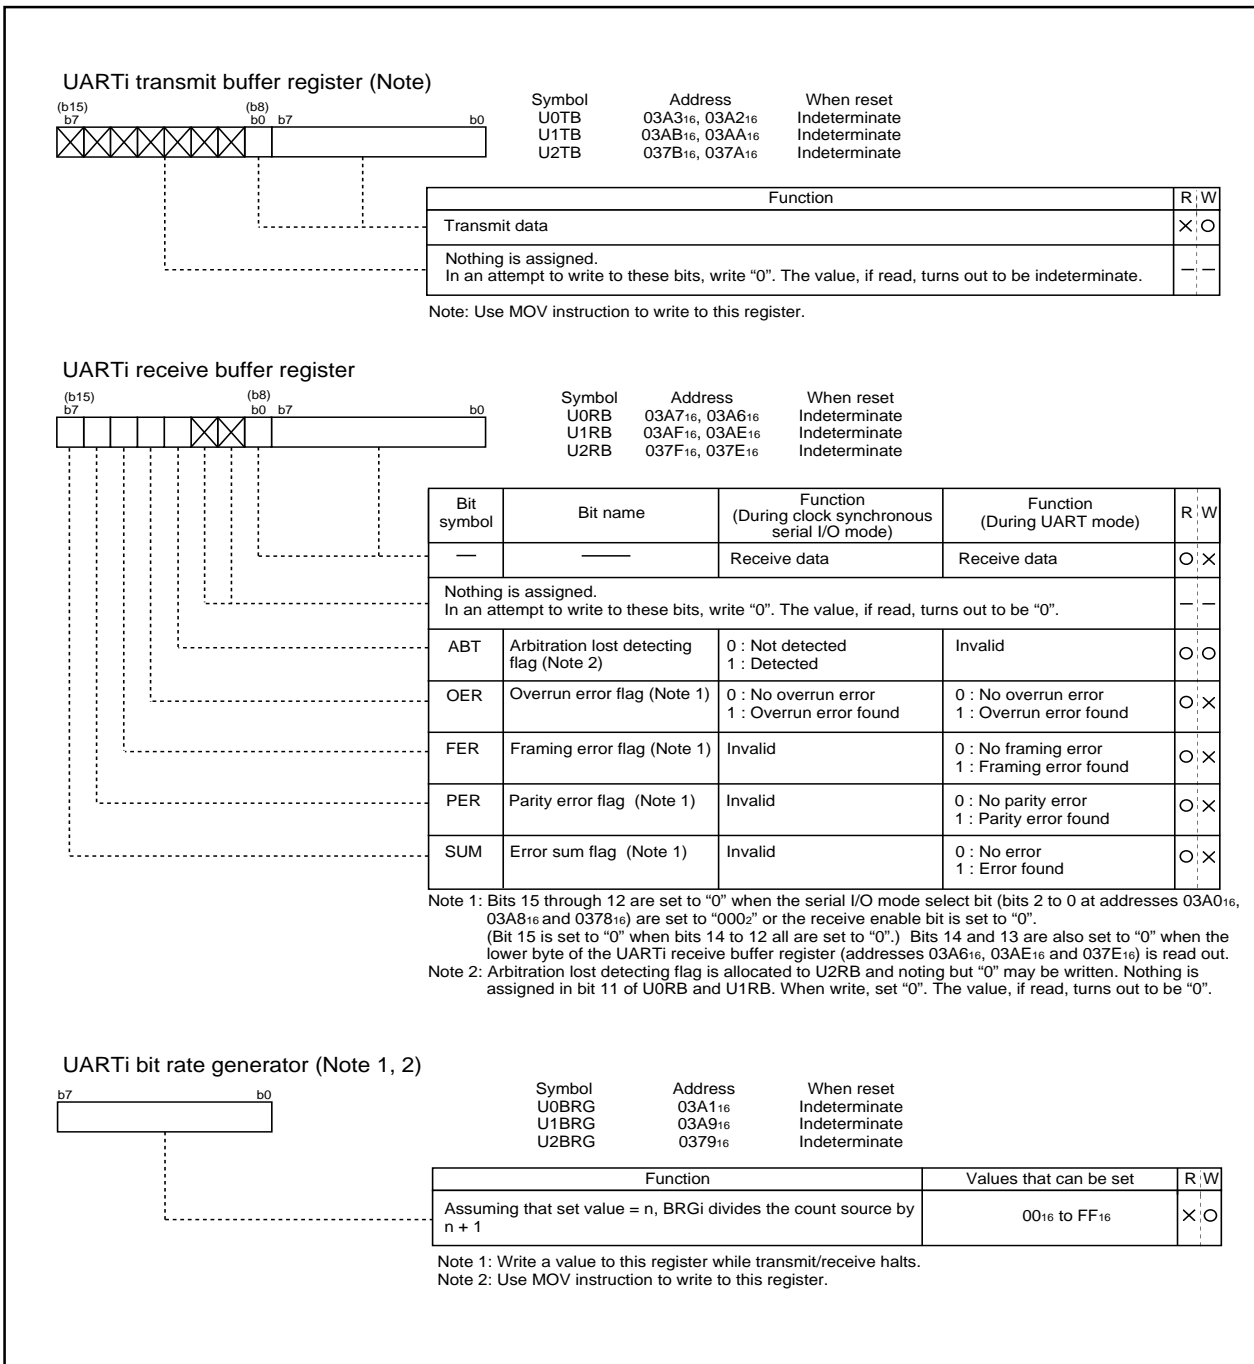 UARTi transmit buffer register (Note)
(b15) (b8)
b7 b0 b7 b0
Symbol Address When reset
U0TB 03A316, 03A216 Indeterminate
U1TB 03AB16, 03AA16 Indeterminate
U2TB 037B16, 037A16 Indeterminate
Function R W
Transmit data
Nothing is assigned.
In an attempt to write to these bits, write “0”. The value, if read, turns out to be indeterminate.
Note: Use MOV instruction to write to this register.
UARTi receive buffer register
(b15) (b8)
b7 b0 b7 b0
Symbol Address When reset
U0RB 03A716, 03A616 Indeterminate
U1RB 03AF16, 03AE16 Indeterminate
U2RB 037F16, 037E16 Indeterminate
Bit symbol Bit name Function (During clock synchronous serial I/O mode) Function (During UART mode) R W
— — Receive data Receive data
Nothing is assigned.
In an attempt to write to these bits, write “0”. The value, if read, turns out to be “0”.
ABT Arbitration lost detecting flag (Note 2) 0 : Not detected 1 : Detected Invalid
OER Overrun error flag (Note 1) 0 : No overrun error 1 : Overrun error found 0 : No overrun error 1 : Overrun error found
FER Framing error flag (Note 1) Invalid 0 : No framing error 1 : Framing error found
PER Parity error flag (Note 1) Invalid 0 : No parity error 1 : Parity error found
SUM Error sum flag (Note 1) Invalid 0 : No error 1 : Error found
Note 1: Bits 15 through 12 are set to “0” when the serial I/O mode select bit (bits 2 to 0 at addresses 03A016,
03A816 and 037816) are set to “0002” or the receive enable bit is set to “0”.
(Bit 15 is set to “0” when bits 14 to 12 all are set to “0”.) Bits 14 and 13 are also set to “0” when the
lower byte of the UARTi receive buffer register (addresses 03A616, 03AE16 and 037E16) is read out.
Note 2: Arbitration lost detecting flag is allocated to U2RB and noting but “0” may be written. Nothing is
assigned in bit 11 of U0RB and U1RB. When write, set “0”. The value, if read, turns out to be “0”.
UARTi bit rate generator (Note 1, 2)
b7 b0
Symbol Address When reset
U0BRG 03A116 Indeterminate
U1BRG 03A916 Indeterminate
U2BRG 037916 Indeterminate
Function Values that can be set R W
Assuming that set value = n, BRGi divides the count source by
n + 1
0016 to FF16
Note 1: Write a value to this register while transmit/receive halts.
Note 2: Use MOV instruction to write to this register.